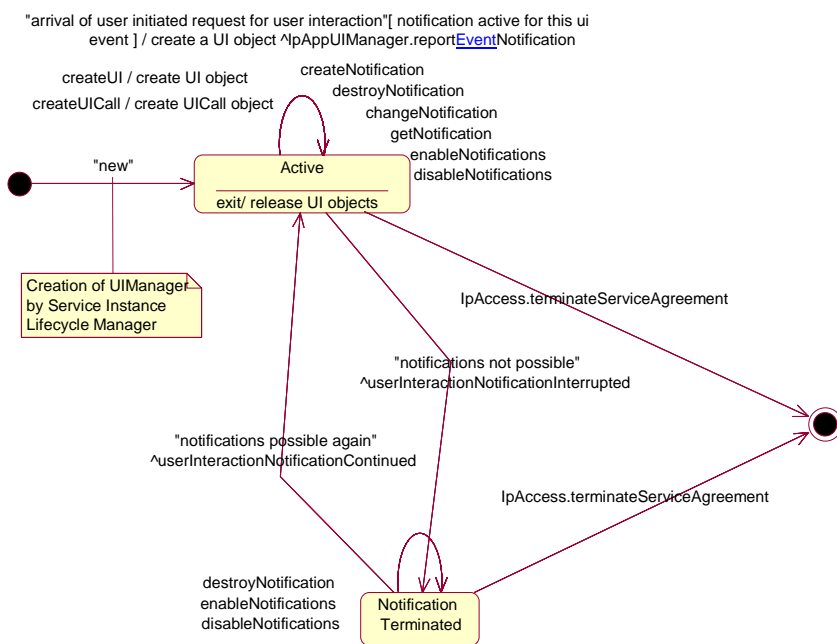 "arrival of user initiated request for user interaction"[ notification active for this ui
event ] / create a UI object ^IpAppUIManager.reportEventNotification
createUI / create UI object
createUICall / create UICall object
createNotification
destroyNotification
changeNotification
getNotification
enableNotifications
disableNotifications
"new"
Active
exit/ release UI objects
Creation of UIManager
by Service Instance
Lifecycle Manager
IpAccess.terminateServiceAgreement
"notifications not possible"
^userInteractionNotificationInterrupted
"notifications possible again"
^userInteractionNotificationContinued
IpAccess.terminateServiceAgreement
destroyNotification
enableNotifications
disableNotifications
Notification
Terminated